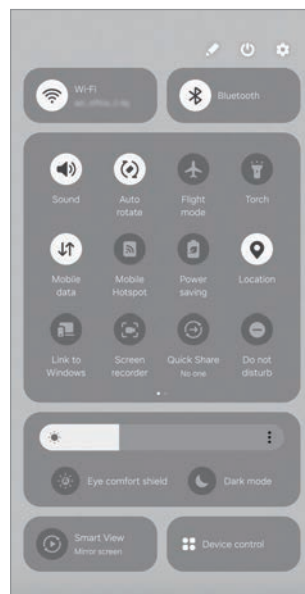 Wi-Fi
Bluetooth
Sound
Auto
rotate
Flight
mode
Torch
Mobile
data
Mobile
Hotspot
Power
saving
Location
Link to
Windows
Screen
recorder
Quick Share
No one
Do not
disturb
Eye comfort shield
Dark mode
Smart View
Mirror screen
Device control